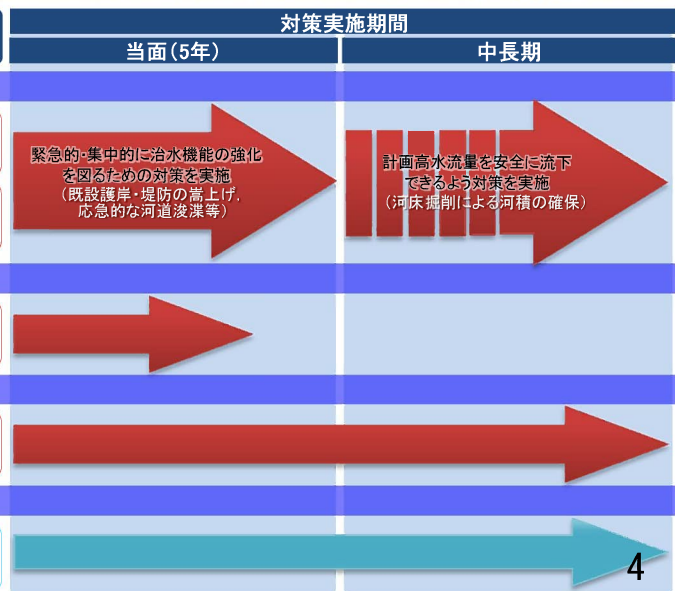 対策実施期間
当面（5年）
中長期
緊急的・集中的に治水機能の強化
を図るための対策を実施
（既設護岸・堤防の嵩上げ，
応急的な河道浚渫等）
計画高水流量を安全に流下
できるよう対策を実施
（河床掘削による河積の確保）
4